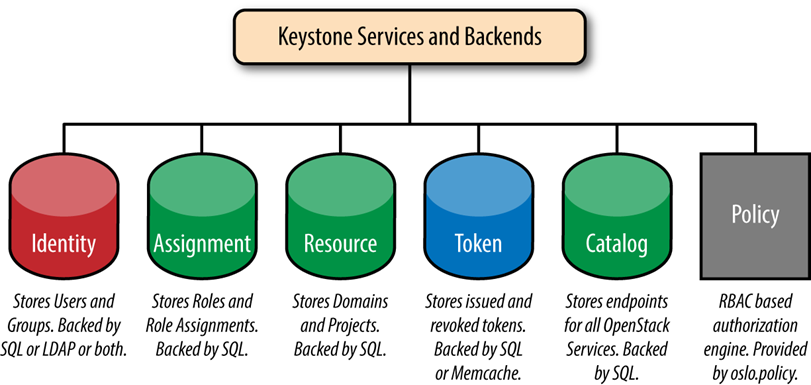 Keystone Services and Backends
Identity
Stores Users and
Groups. Backed by
SQL or LDAP or both.
Assignment
Stores Roles and
Role Assignments.
Backed by SQL.
Resource
Stores Domains
and Projects.
Backed by SQL.
Token
Stores issued and
revoked tokens.
Backed by SQL
or Memcache.
Catalog
Stores endpoints
for all OpenStack
Services. Backed
by SQL.
Policy
RBAC based
authorization
engine. Provided
by oslo.policy.